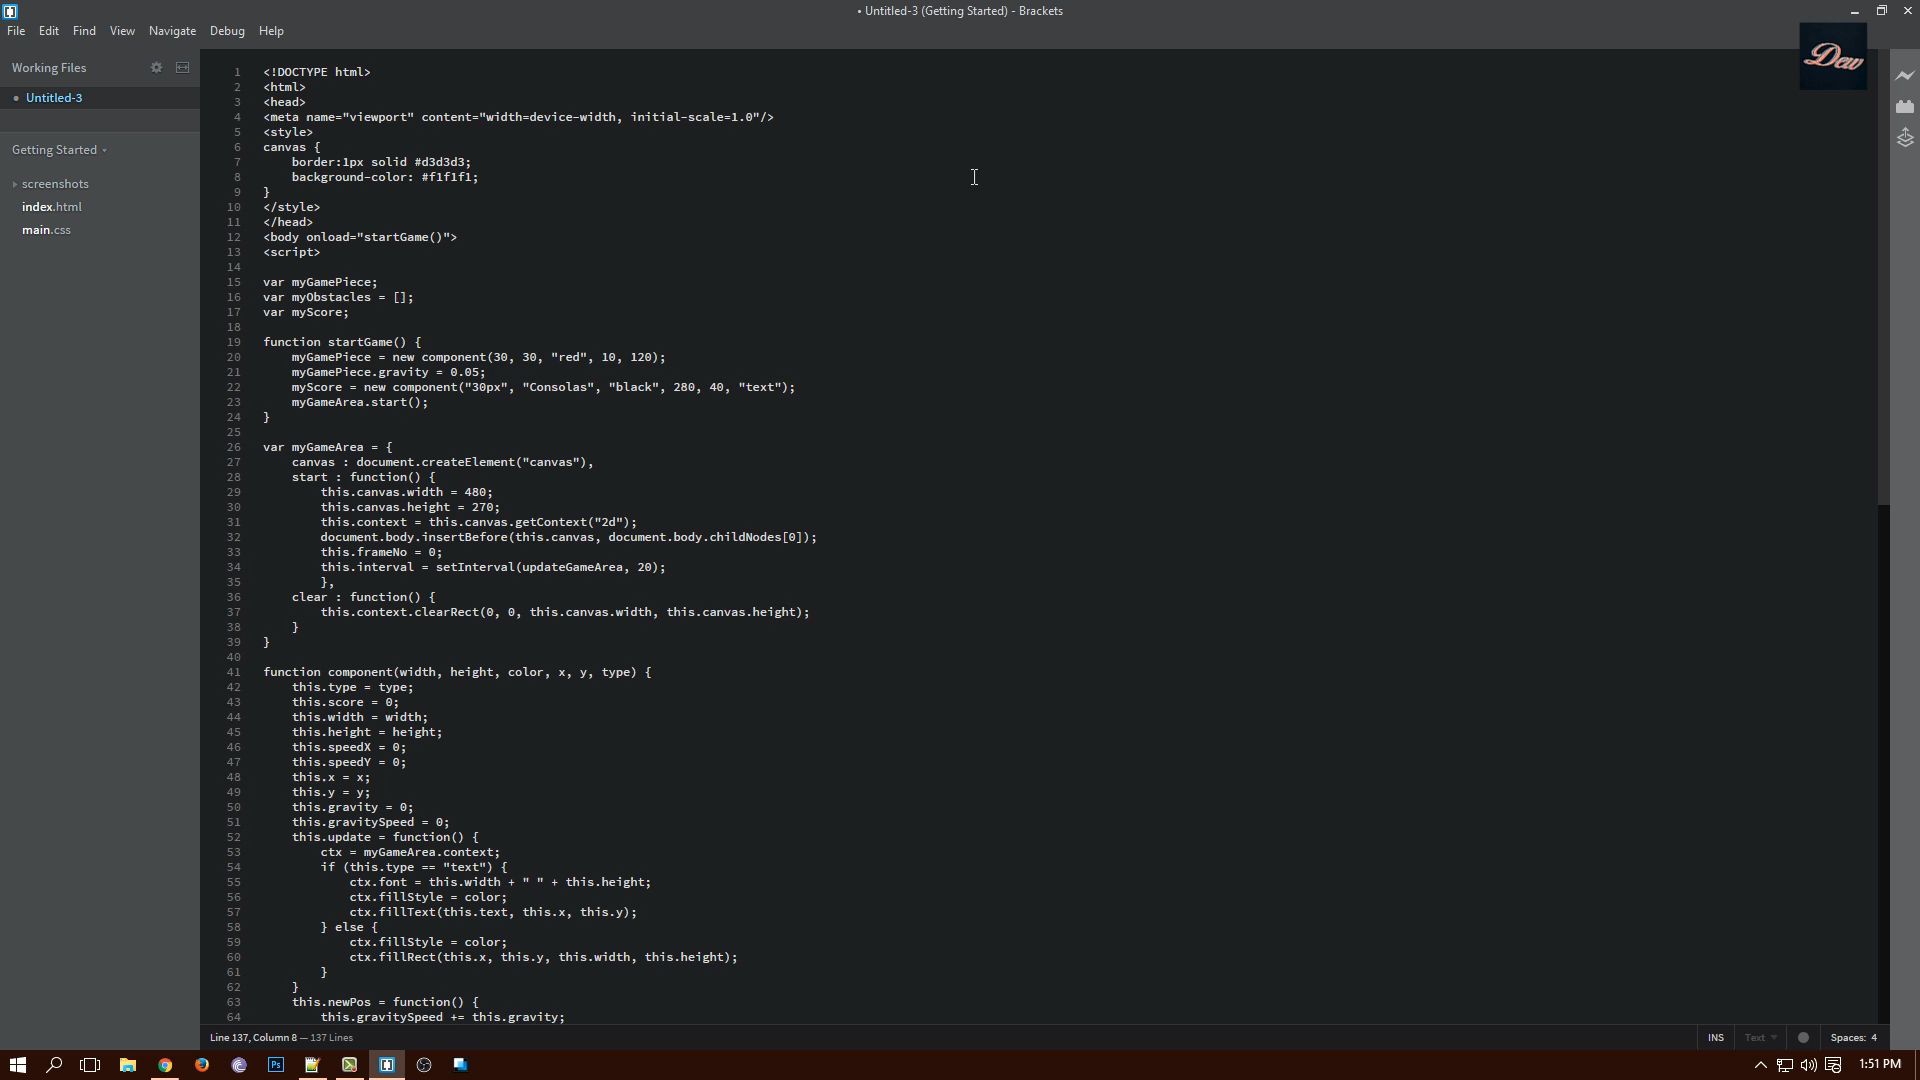 • Untitled-3 (Getting Started) - Brackets
File Edit Find View Navigate Debug Help
Dew
Working Files
• Untitled-3
Getting Started
screenshots
index.html
main.css
1 <!DOCTYPE html>
2 <html>
3 <head>
4 <meta name="viewport" content="width=device-width, initial-scale=1.0"/>
5 <style>
6 canvas {
7     border:1px solid #d3d3d3;
8     background-color: #f1f1f1;
9 }
10 </style>
11 </head>
12 <body onload="startGame()">
13 <script>
14
15 var myGamePiece;
16 var myObstacles = [];
17 var myScore;
18
19 function startGame() {
20     myGamePiece = new component(30, 30, "red", 10, 120);
21     myGamePiece.gravity = 0.05;
22     myScore = new component("30px", "Consolas", "black", 280, 40, "text");
23     myGameArea.start();
24 }
25
26 var myGameArea = {
27     canvas : document.createElement("canvas"),
28     start : function() {
29         this.canvas.width = 480;
30         this.canvas.height = 270;
31         this.context = this.canvas.getContext("2d");
32         document.body.insertBefore(this.canvas, document.body.childNodes[0]);
33         this.frameNo = 0;
34         this.interval = setInterval(updateGameArea, 20);
35         },
36     clear : function() {
37         this.context.clearRect(0, 0, this.canvas.width, this.canvas.height);
38     }
39 }
40
41 function component(width, height, color, x, y, type) {
42     this.type = type;
43     this.score = 0;
44     this.width = width;
45     this.height = height;
46     this.speedX = 0;
47     this.speedY = 0;
48     this.x = x;
49     this.y = y;
50     this.gravity = 0;
51     this.gravitySpeed = 0;
52     this.update = function() {
53         ctx = myGameArea.context;
54         if (this.type == "text") {
55             ctx.font = this.width + " " + this.height;
56             ctx.fillStyle = color;
57             ctx.fillText(this.text, this.x, this.y);
58         } else {
59             ctx.fillStyle = color;
60             ctx.fillRect(this.x, this.y, this.width, this.height);
61         }
62     }
63     this.newPos = function() {
64         this.gravitySpeed += this.gravity;
Line 137, Column 8 — 137 Lines
INS Text Spaces: 4
Ps
1:51 PM